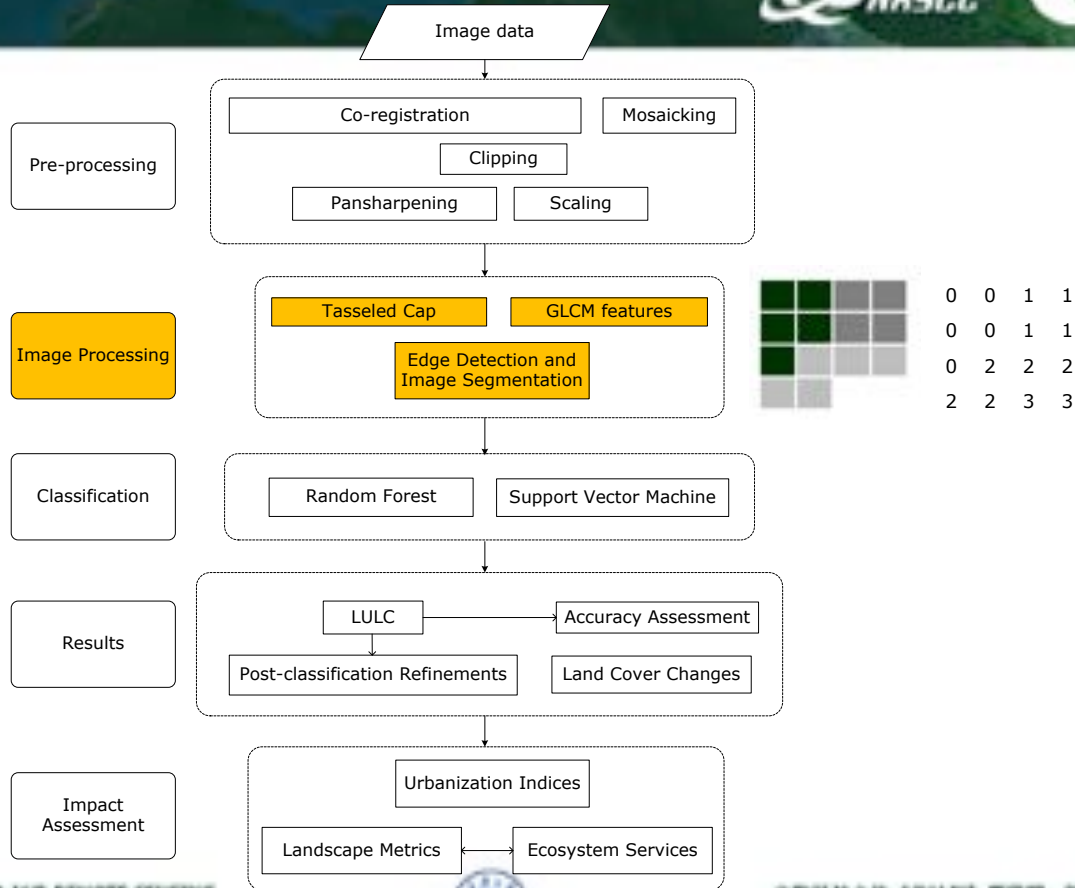 Image data
Pre-processing
Co-registration
Mosaicking
Clipping
Pansharpening
Scaling
Image Processing
Tasseled Cap
GLCM features
Edge Detection and
Image Segmentation
0 0 1 1
0 0 1 1
0 2 2 2
2 2 3 3
Classification
Random Forest
Support Vector Machine
Results
LULC
Accuracy Assessment
Post-classification Refinements
Land Cover Changes
Impact
Assessment
Urbanization Indices
Landscape Metrics
Ecosystem Services